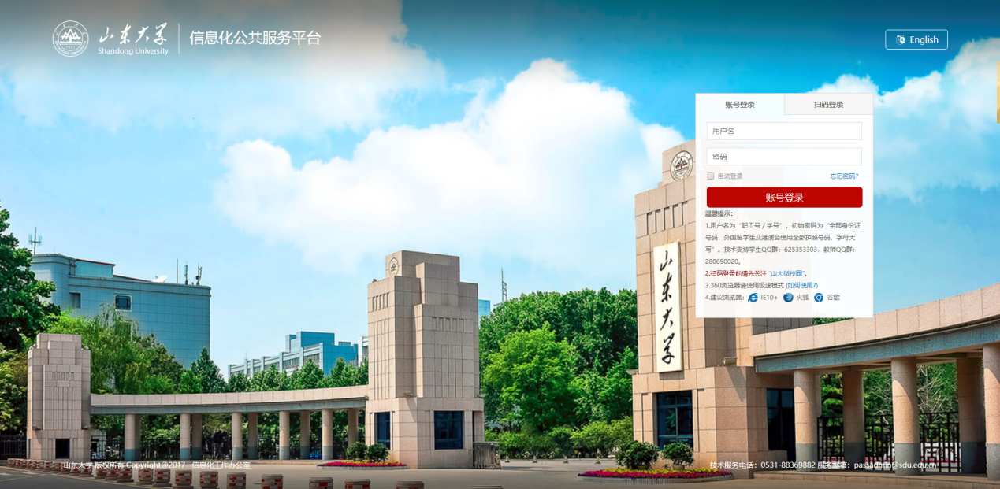 山东大学
Shandong University
信息化公共服务平台
English
账号登录
扫码登录
用户名
密码
自动登录
忘记密码?
账号登录
温馨提示：
1.用户名为“职工号 / 学号”，初始密码为“全部身份证
号码，外国留学生及港澳台使用全部护照号码，字母大
写”。技术支持学生QQ群：625353303，教师QQ群：
280690020。
2.扫码登录前请先关注 “山大微校园”。
3.360浏览器请使用极速模式 (如何使用?)
4.建议浏览器： IE10+ 火狐 谷歌
山东大学
山东大学 版权所有 Copyright@2017 信息化工作办公室
技术服务电话：0531-88369882 服务邮箱：passadmin@sdu.edu.cn